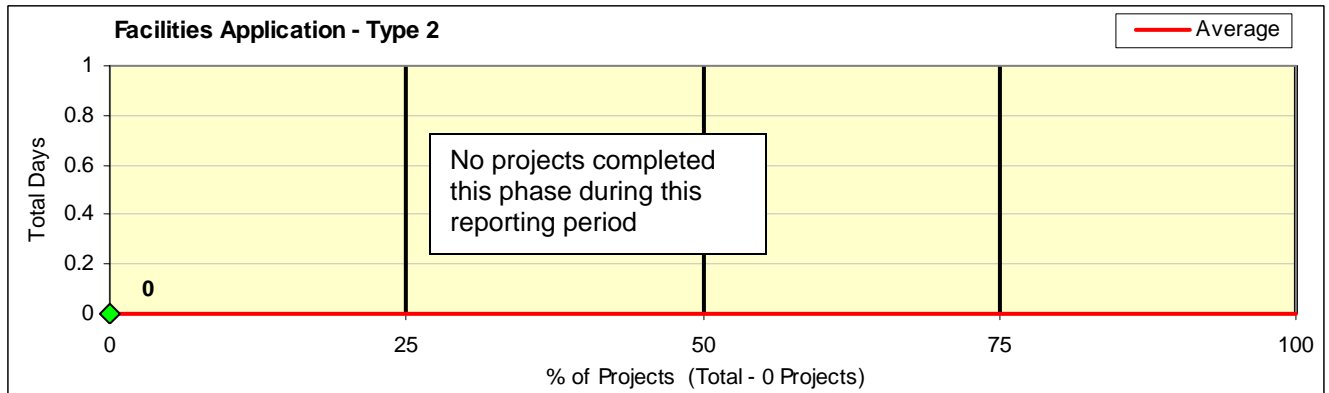 Facilities Application - Type 2
Average
1
0.8
0.6
0.4
0.2
0
Total Days
No projects completed
this phase during this
reporting period
0
0
25
50
75
100
% of Projects (Total - 0 Projects)